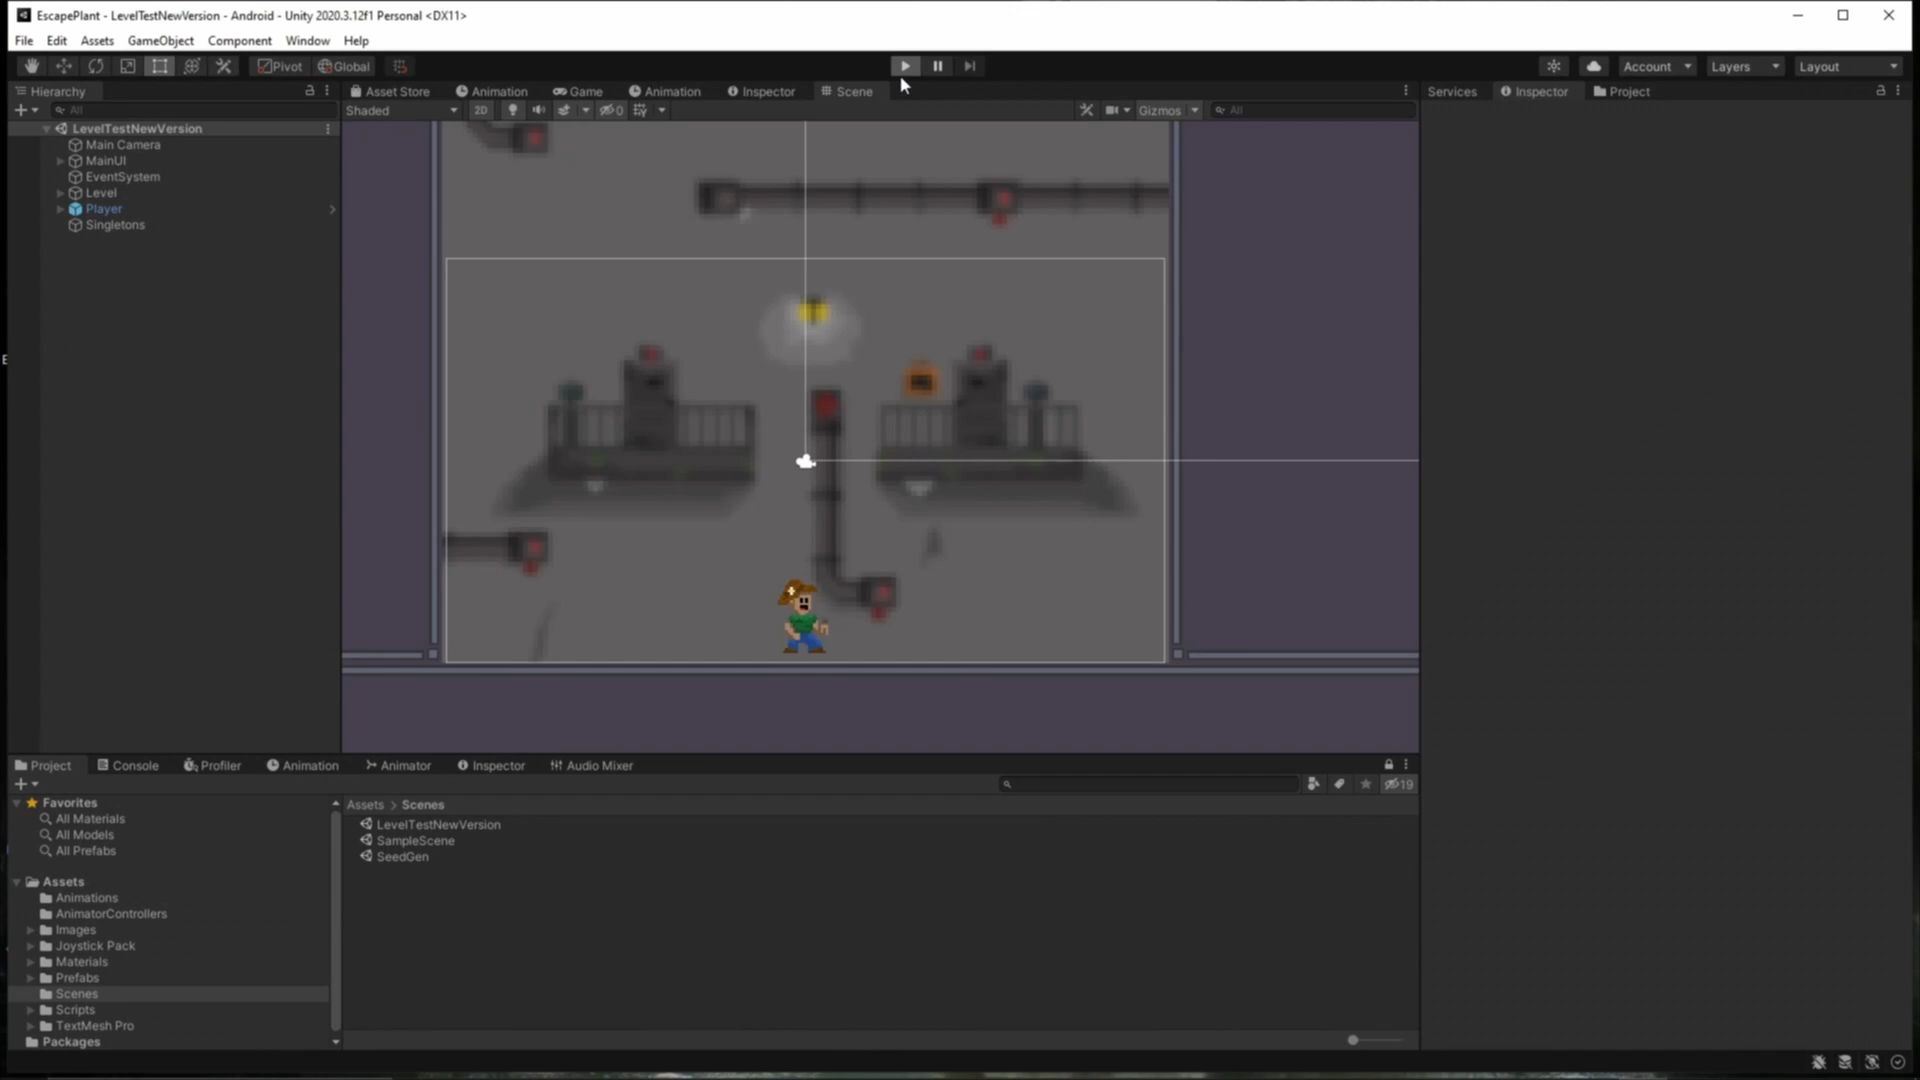 EscapePlant - LevelTestNewVersion - Android - Unity 2020.3.12f1 Personal <DX11>
File Edit Assets GameObject Component Window Help
Pivot Global Account Layers Layout
Hierarchy Asset Store Animation Game Animation Inspector Scene Services Inspector Project
All Shaded 2D 0 Gizmos All
LevelTestNewVersion
Main Camera
MainUI
EventSystem
Level
Player
Singletons
Project Console Profiler Animation Animator Inspector Audio Mixer
19
Favorites
All Materials
All Models
All Prefabs
Assets
Animations
AnimatorControllers
Images
Joystick Pack
Materials
Prefabs
Scenes
Scripts
TextMesh Pro
Packages
Assets > Scenes
LevelTestNewVersion
SampleScene
SeedGen